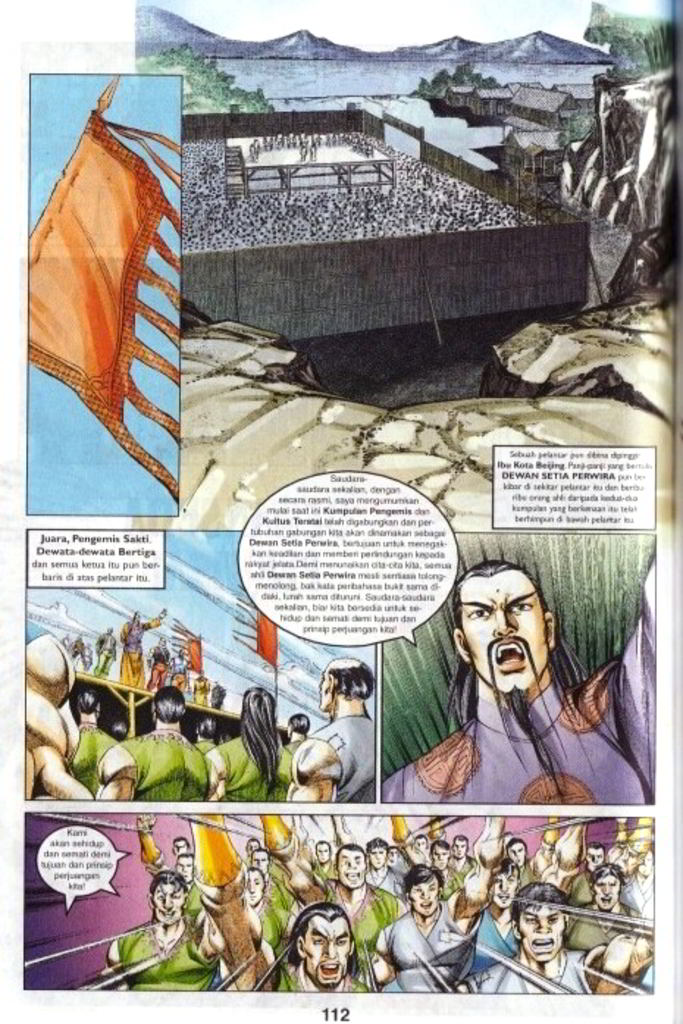 Sebuah pelantar pun dibina dipinggir
Ibu Kota Beijing. Panji-panji yang bertulis
DEWAN SETIA PERWIRA pun ber-
kibar di sekitar pelantar itu dan beribu-
ribu orang ahli daripada kedua-dua
kumpulan yang berkenaan itu telah
berhimpun di bawah pelantar itu.
Juara, Pengemis Sakti,
Dewata-dewata Bertiga
dan semua ketua itu pun ber-
baris di atas pelantar itu.
Saudara-
saudara sekalian, dengan
secara rasmi, saya mengumumkan
mulai saat ini Kumpulan Pengemis dan
Kultus Teratai telah digabungkan dan per-
tubuhan gabungan kita akan dinamakan sebagai
Dewan Setia Perwira, bertujuan untuk menegak-
kan keadilan dan memberi perlindungan kepada
rakyat jelata.Demi menunaikan cita-cita kita, semua
ahli Dewan Setia Perwira mesti sentiasa tolong-
menolong, bak kata peribahasa bukit sama di-
daki, lurah sama dituruni. Saudara-saudara
sekalian, biar kita bersedia untuk se-
hidup dan semati demi tujuan dan
prinsip perjuangan kita!
Kami
akan sehidup
dan semati demi
tujuan dan prinsip
perjuangan
kita!
112